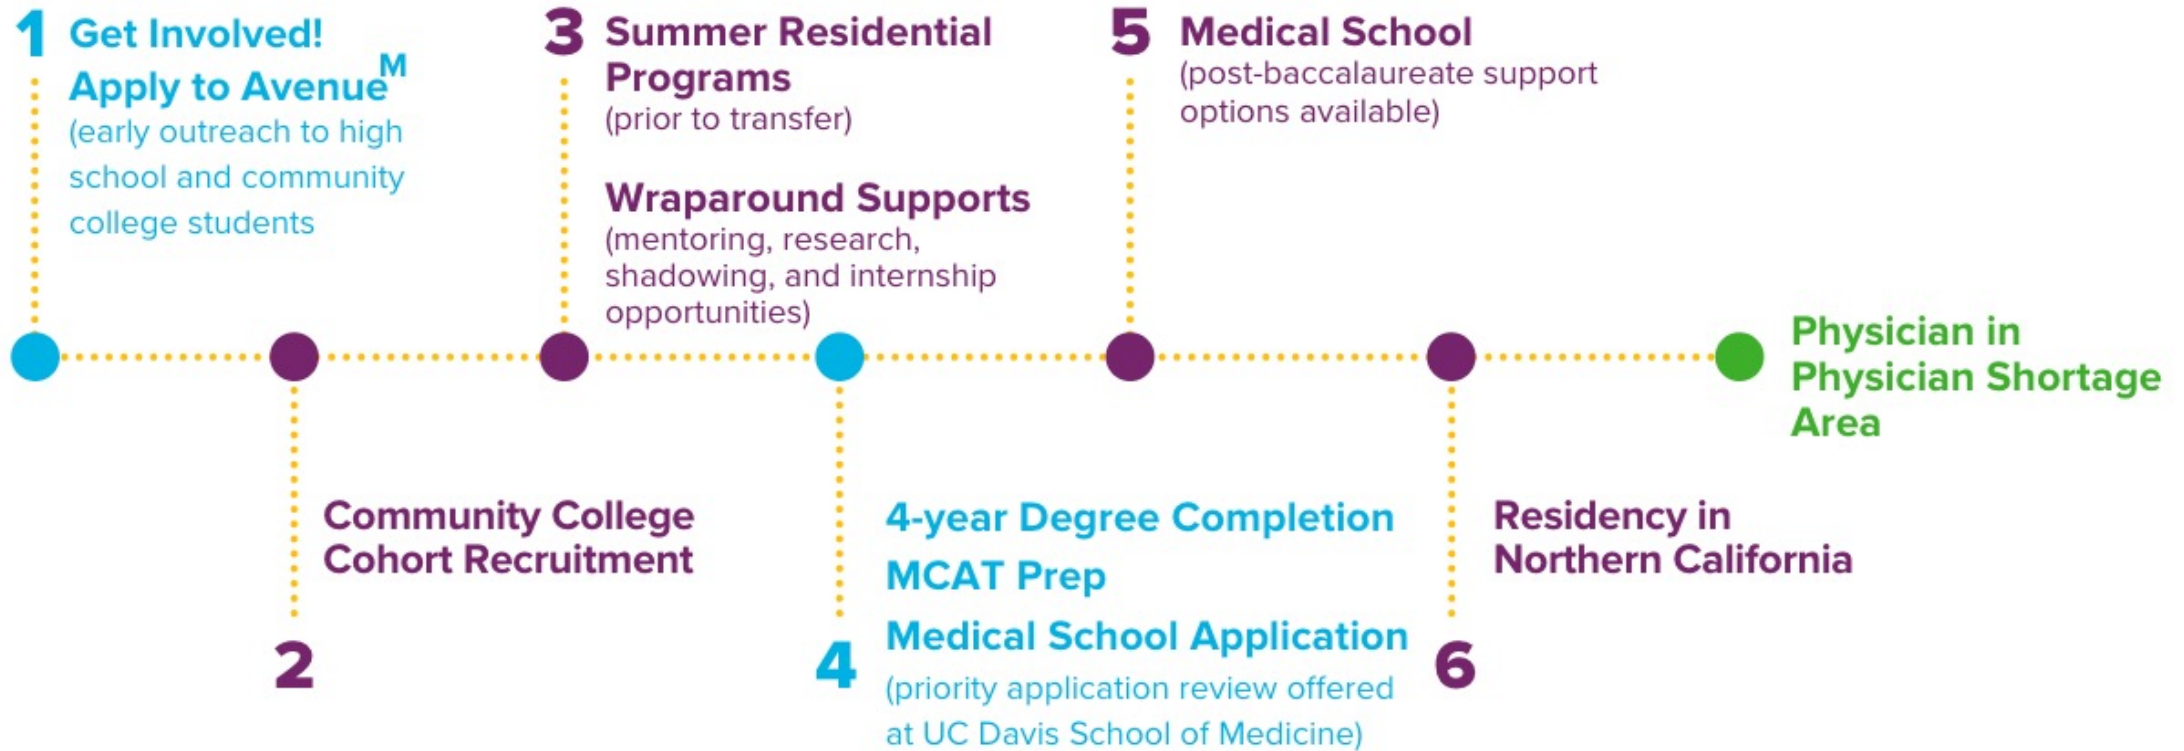 1
Get Involved!
Apply to Avenue M
(early outreach to high
school and community
college students
2
Community College
Cohort Recruitment
3
Summer Residential
Programs
(prior to transfer)
Wraparound Supports
(mentoring, research,
shadowing, and internship
opportunities)
4
4-year Degree Completion
MCAT Prep
Medical School Application
(priority application review offered
at UC Davis School of Medicine)
5
Medical School
(post-baccalaureate support
options available)
6
Residency in
Northern California
Physician in
Physician Shortage
Area